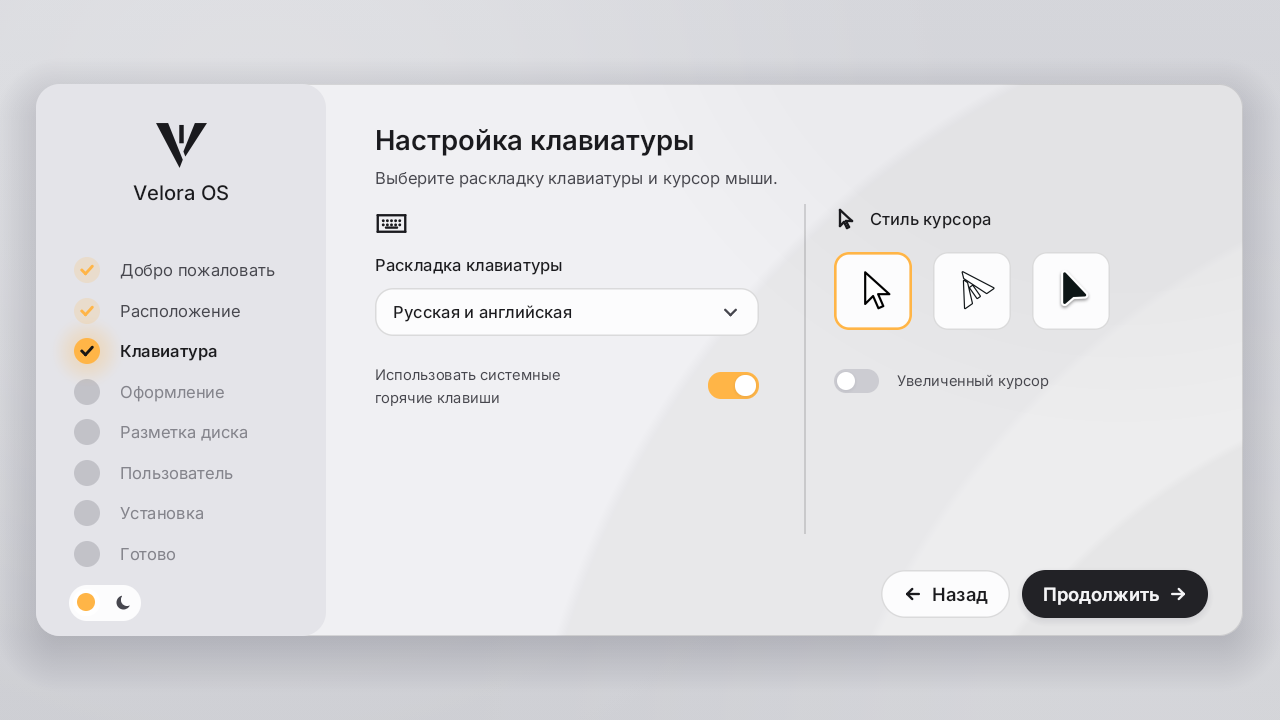 Velora OS
Добро пожаловать
Расположение
Клавиатура
Оформление
Разметка диска
Пользователь
Установка
Готово
Настройка клавиатуры
Выберите раскладку клавиатуры и курсор мыши.
Раскладка клавиатуры
Русская и английская
Использовать системные
горячие клавиши
Стиль курсора
Увеличенный курсор
Назад
Продолжить